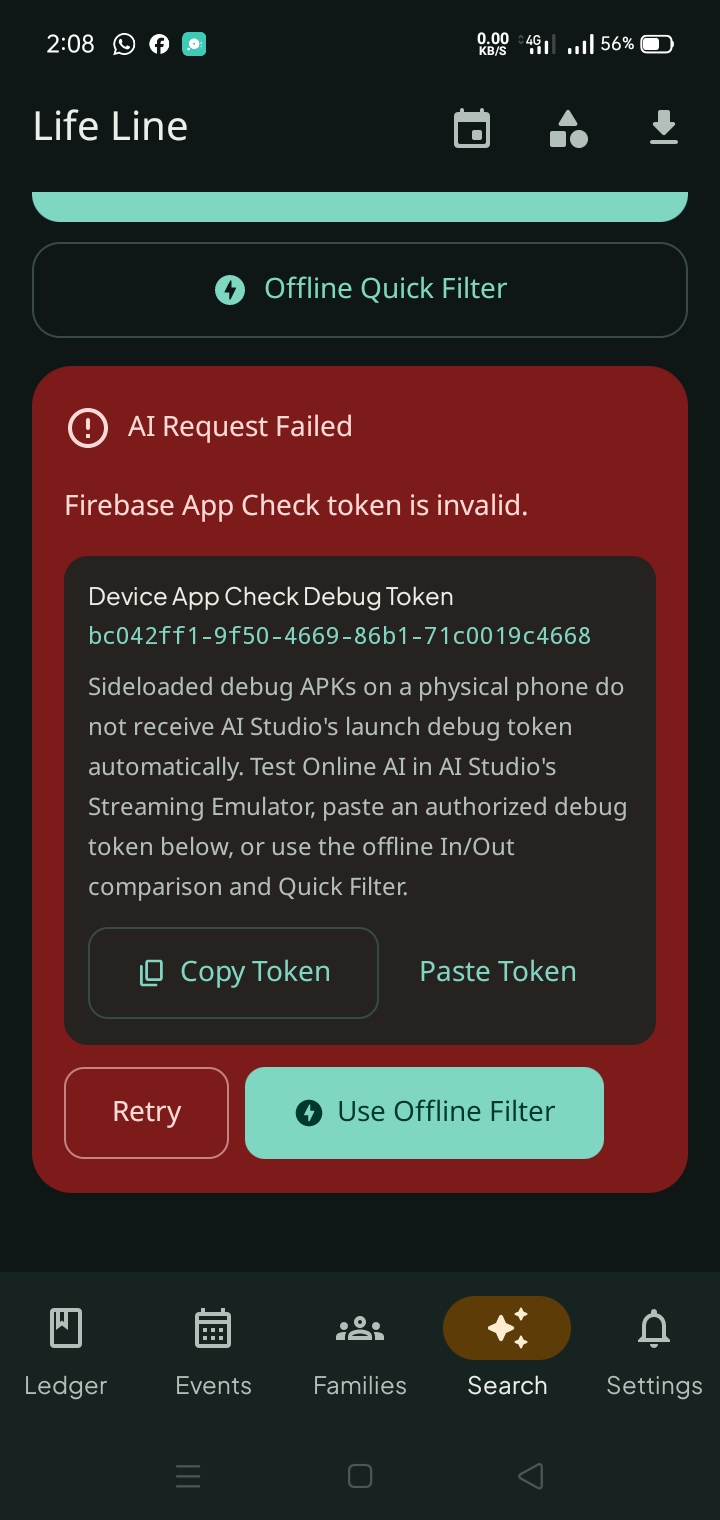 2:08
0.00
KB/S
4G
56%
Life Line
Offline Quick Filter
AI Request Failed
Firebase App Check token is invalid.
Device App Check Debug Token
bc042ff1-9f50-4669-86b1-71c0019c4668
Sideloaded debug APKs on a physical phone do
not receive AI Studio's launch debug token
automatically. Test Online AI in AI Studio's
Streaming Emulator, paste an authorized debug
token below, or use the offline In/Out
comparison and Quick Filter.
Copy Token
Paste Token
Retry
Use Offline Filter
Ledger
Events
Families
Search
Settings